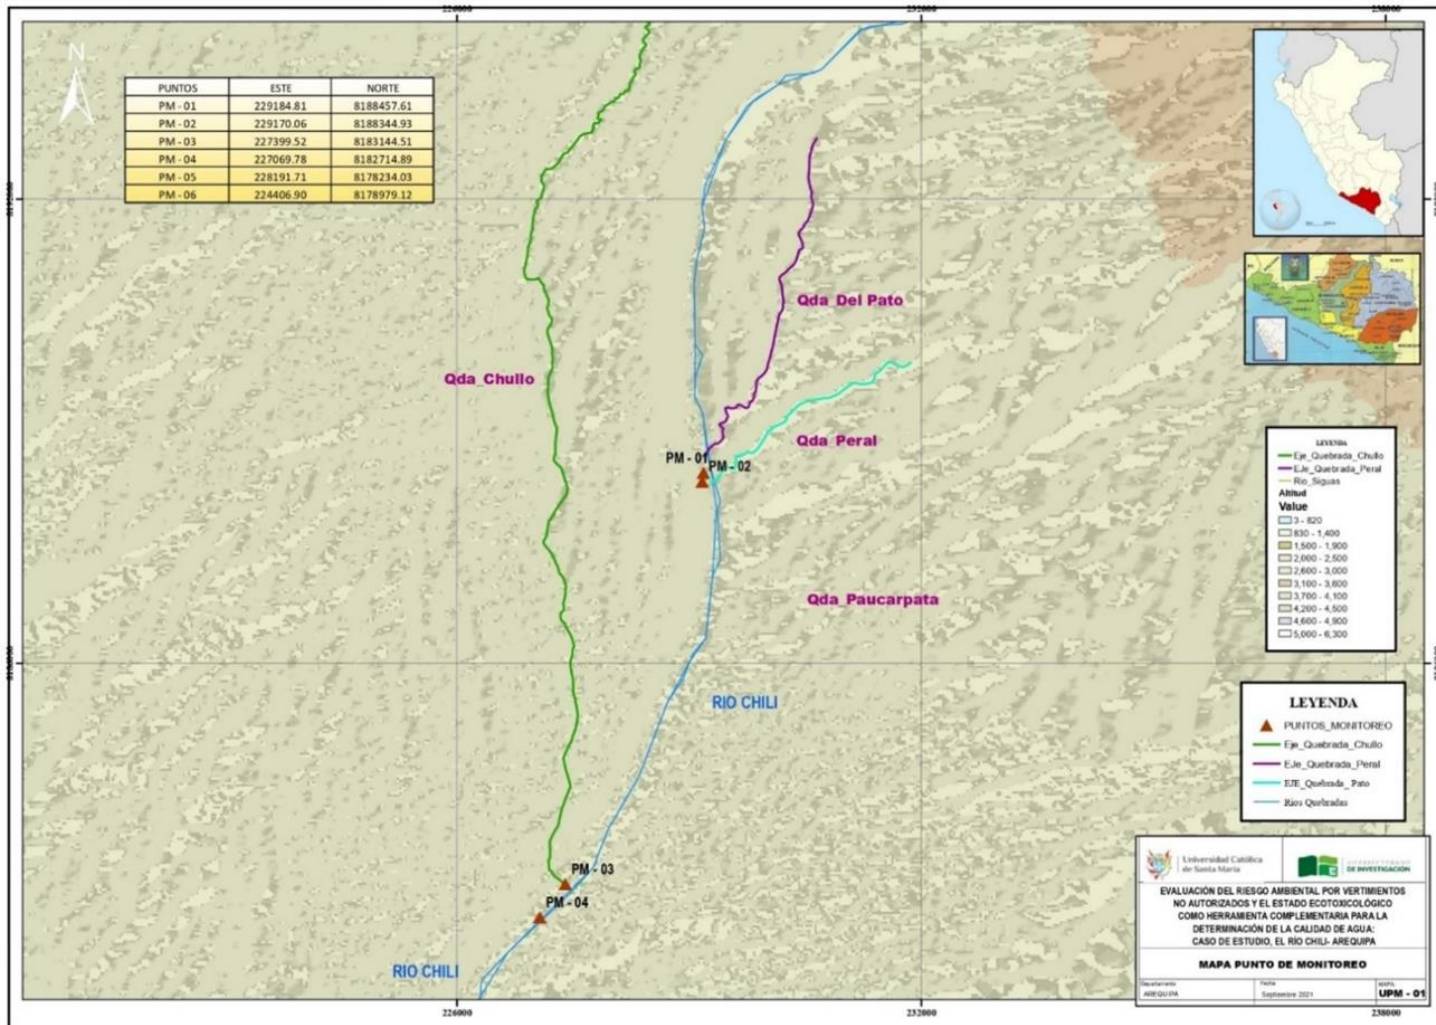 226000 232000 238000
N
PUNTOS ESTE NORTE
PM - 01 229184.81 8188457.61
PM - 02 229170.06 8188344.93
PM - 03 227399.52 8183144.51
PM - 04 227069.78 8182714.89
PM - 05 228191.71 8178234.03
PM - 06 224406.90 8178979.12
Qda_Del Pato
Qda_Chullo
Qda_Peral
PM - 01
PM - 02
Qda_Paucarpata
RIO CHILI
PM - 03
PM - 04
RIO CHILI
LEYENDA
Eje_Quebrada_Chullo
EJe_Quebrada_Peral
Rio_Siguas
Altitud
Value
3 - 820
830 - 1,400
1,500 - 1,900
2,000 - 2,500
2,600 - 3,000
3,100 - 3,600
3,700 - 4,100
4,200 - 4,500
4,600 - 4,900
5,000 - 6,300
LEYENDA
PUNTOS_MONITOREO
Eje_Quebrada_Chullo
EJe_Quebrada_Peral
EJE_Quebrada_ Pato
Rios Quebradas
Universidad Católica
de Santa María
VICERRECTORADO
DE INVESTIGACIÓN
EVALUACIÓN DEL RIESGO AMBIENTAL POR VERTIMIENTOS
NO AUTORIZADOS Y EL ESTADO ECOTOXICOLÓGICO
COMO HERRAMIENTA COMPLEMENTARIA PARA LA
DETERMINACIÓN DE LA CALIDAD DE AGUA:
CASO DE ESTUDIO, EL RÍO CHILI- AREQUIPA
MAPA PUNTO DE MONITOREO
Departamento
AREQUIPA
Fecha
Septiembre 2021
MAPA:
UPM - 01
226000 232000 238000